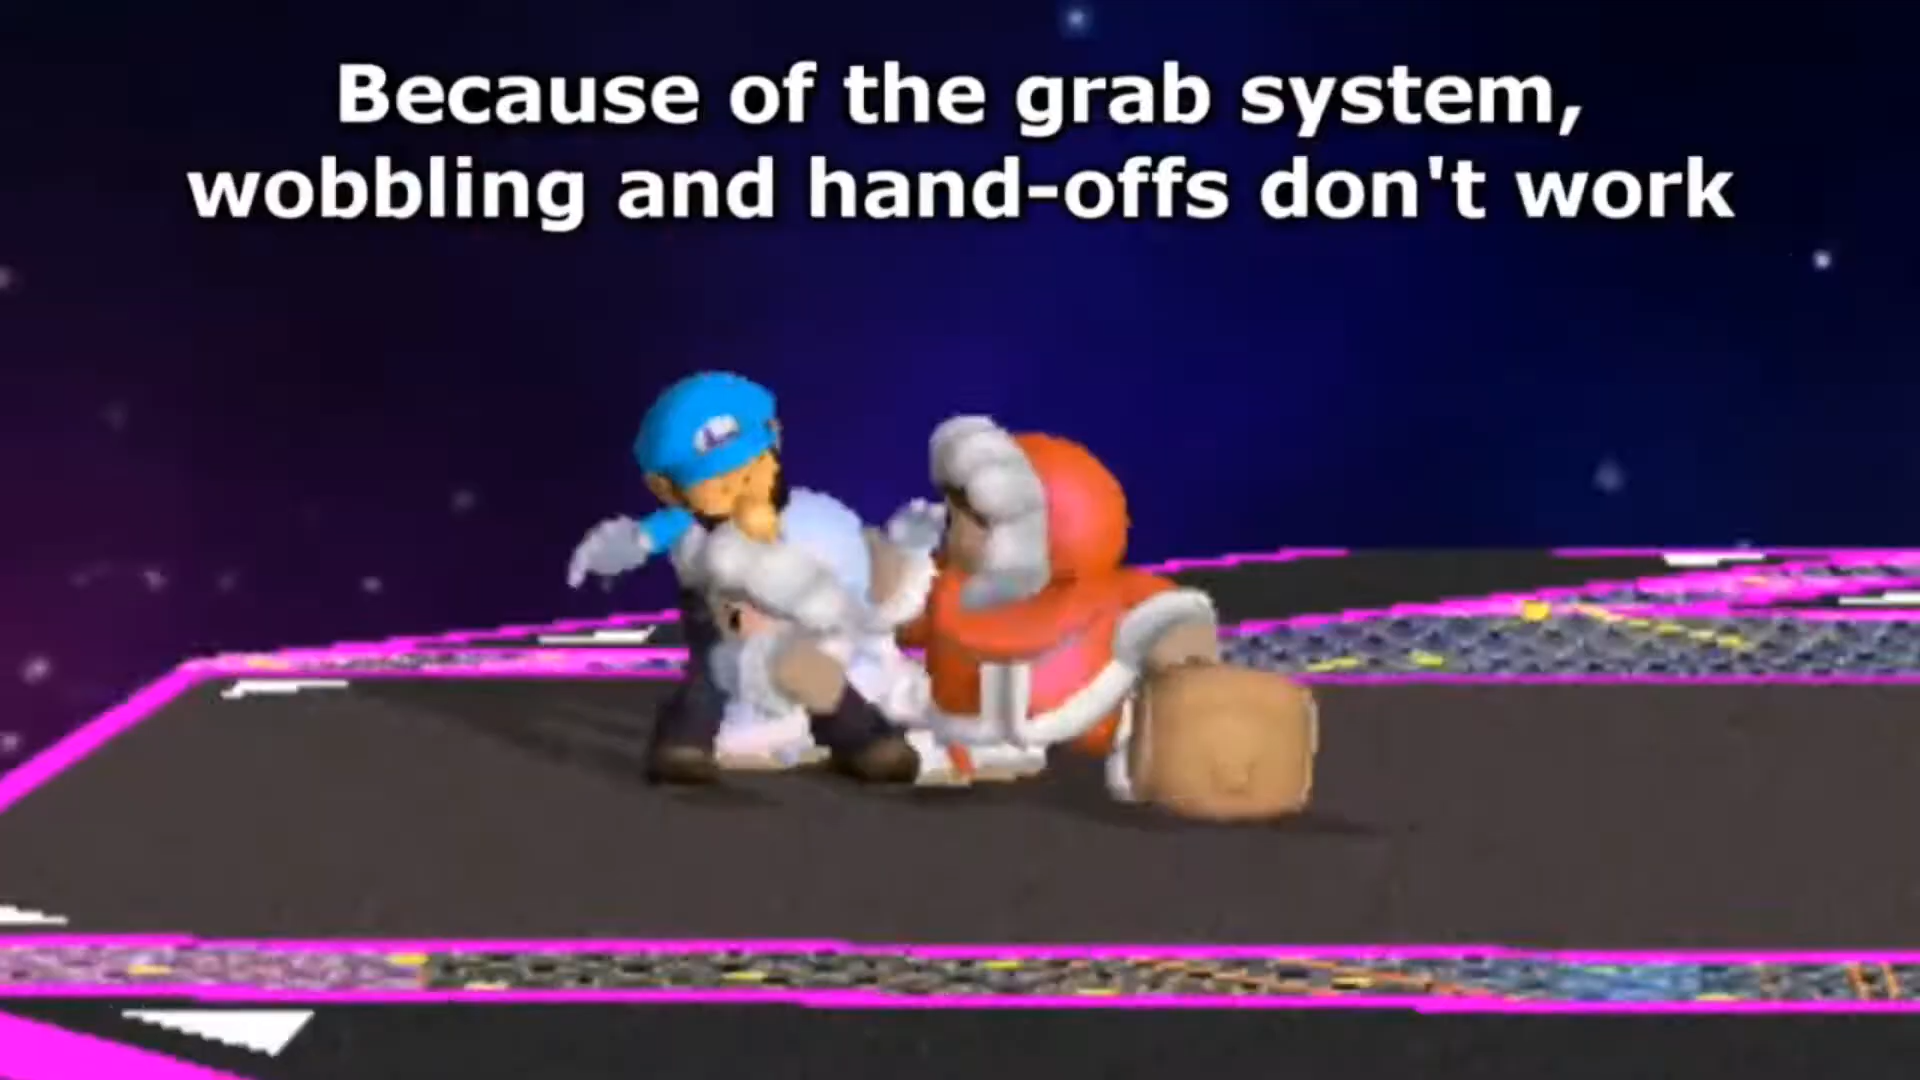 Because of the grab system,
wobbling and hand-offs don't work